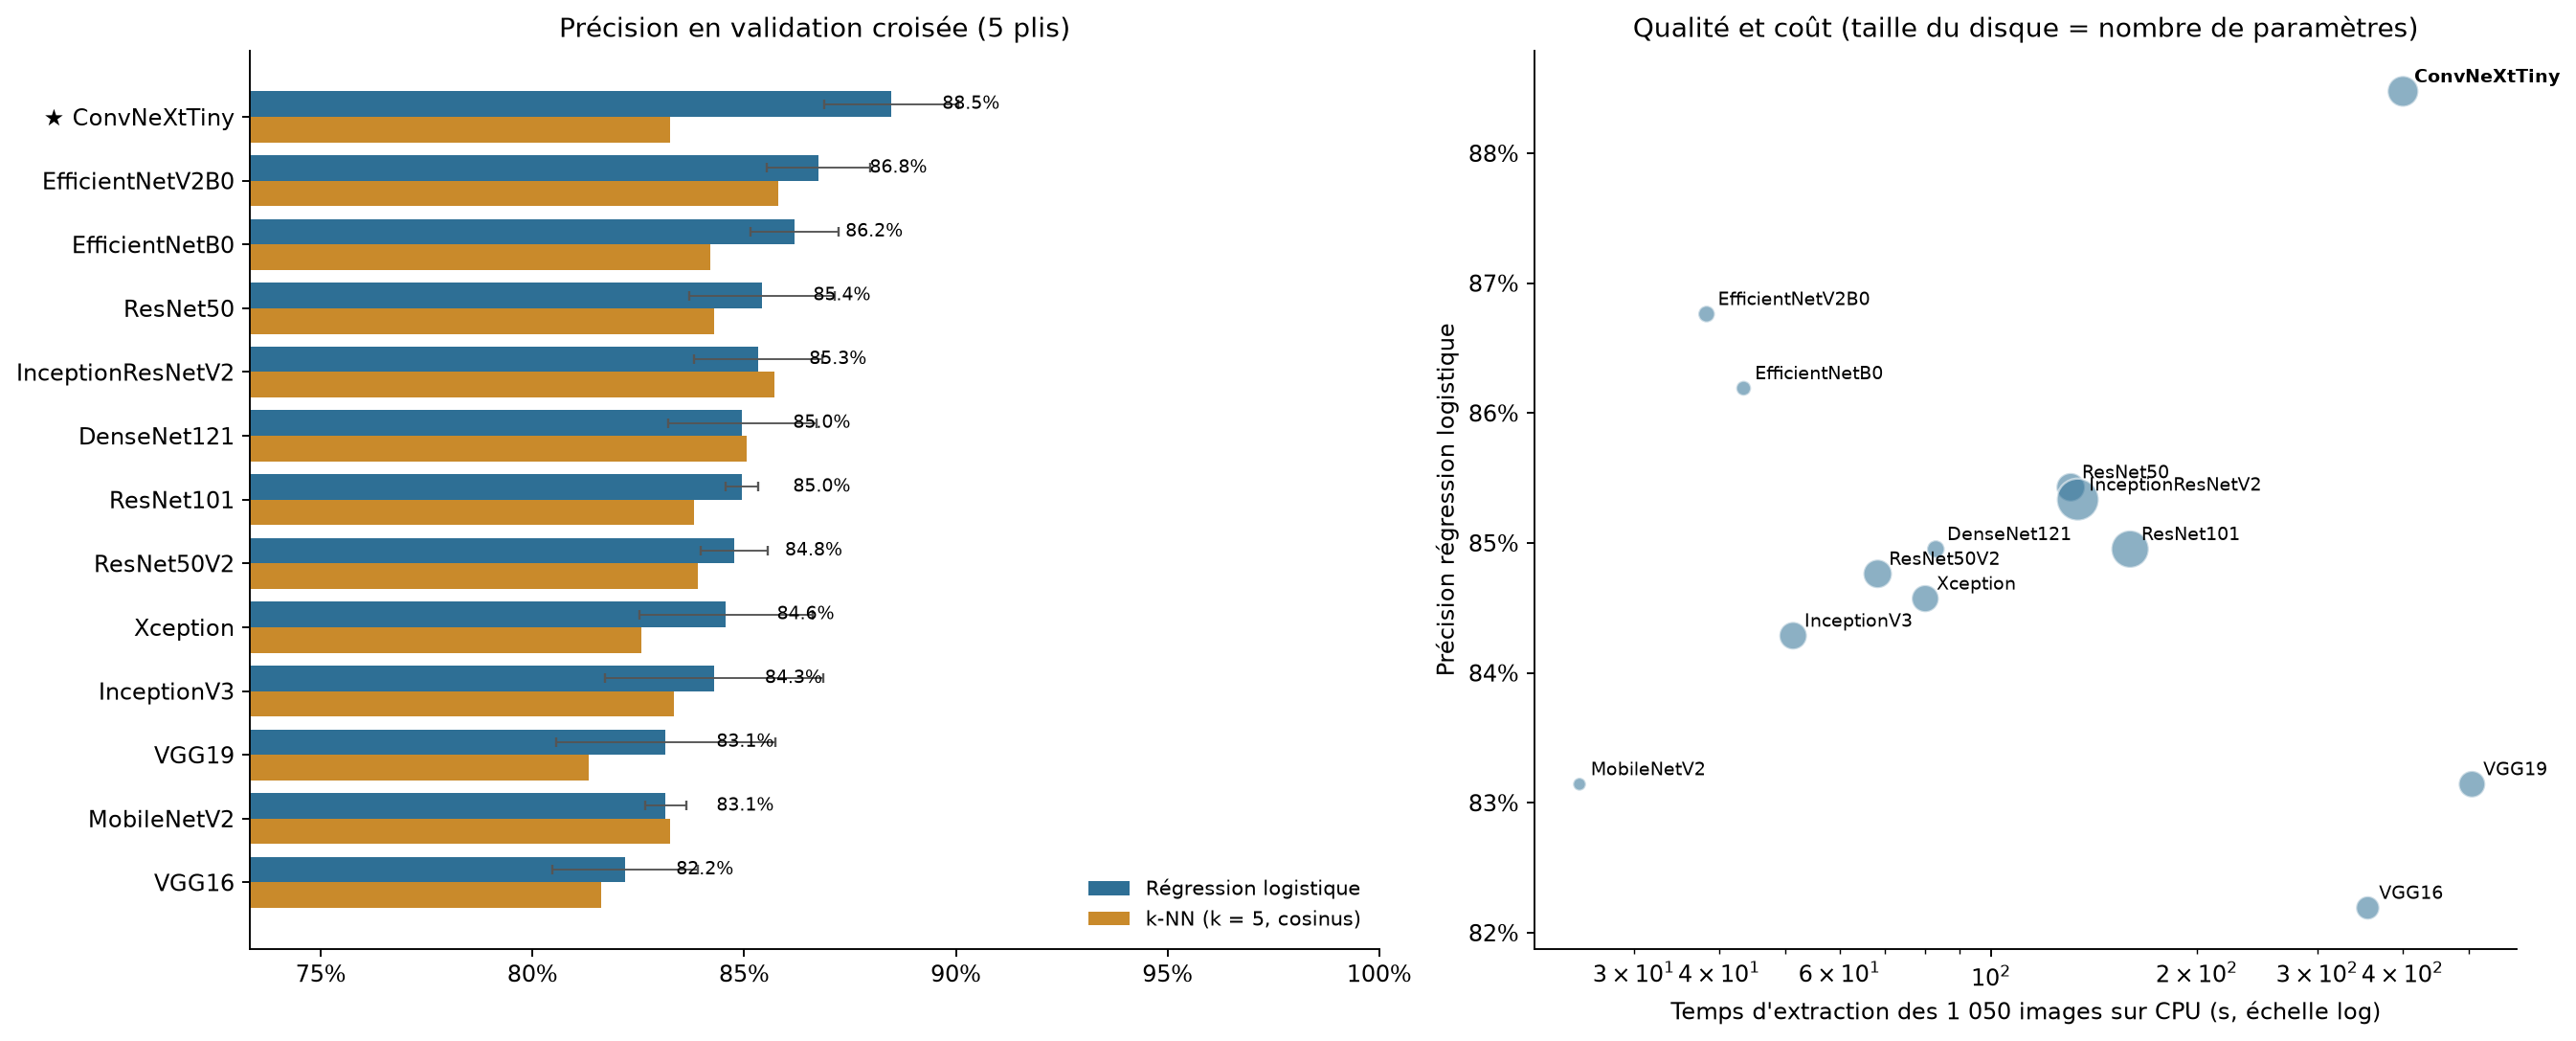 Précision en validation croisée (5 plis)
★ ConvNeXtTiny
88.5%
EfficientNetV2B0
86.8%
EfficientNetB0
86.2%
ResNet50
85.4%
InceptionResNetV2
85.3%
DenseNet121
85.0%
ResNet101
85.0%
ResNet50V2
84.8%
Xception
84.6%
InceptionV3
84.3%
VGG19
83.1%
MobileNetV2
83.1%
VGG16
82.2%
Régression logistique
k-NN (k = 5, cosinus)
75% 80% 85% 90% 95% 100%
Qualité et coût (taille du disque = nombre de paramètres)
Précision régression logistique
88%
87%
86%
85%
84%
83%
82%
ConvNeXtTiny
EfficientNetV2B0
EfficientNetB0
ResNet50
InceptionResNetV2
DenseNet121
ResNet101
ResNet50V2
Xception
InceptionV3
MobileNetV2
VGG19
VGG16
3 × 10¹ 4 × 10¹ 6 × 10¹ 10² 2 × 10² 3 × 10² 4 × 10²
Temps d'extraction des 1 050 images sur CPU (s, échelle log)